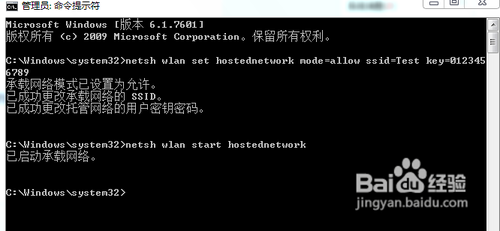 管理员: 命令提示符
Microsoft Windows [版本 6.1.7601]
版权所有 (c) 2009 Microsoft Corporation。保留所有权利。
C:\Windows\system32>netsh wlan set hostednetwork mode=allow ssid=Test key=012345
6789
承载网络模式已设置为允许。
已成功更改承载网络的 SSID。
已成功更改托管网络的用户密钥密码。
C:\Windows\system32>netsh wlan start hostednetwork
已启动承载网络。
C:\Windows\system32>
Baidu 经验
jingyan.baidu.com